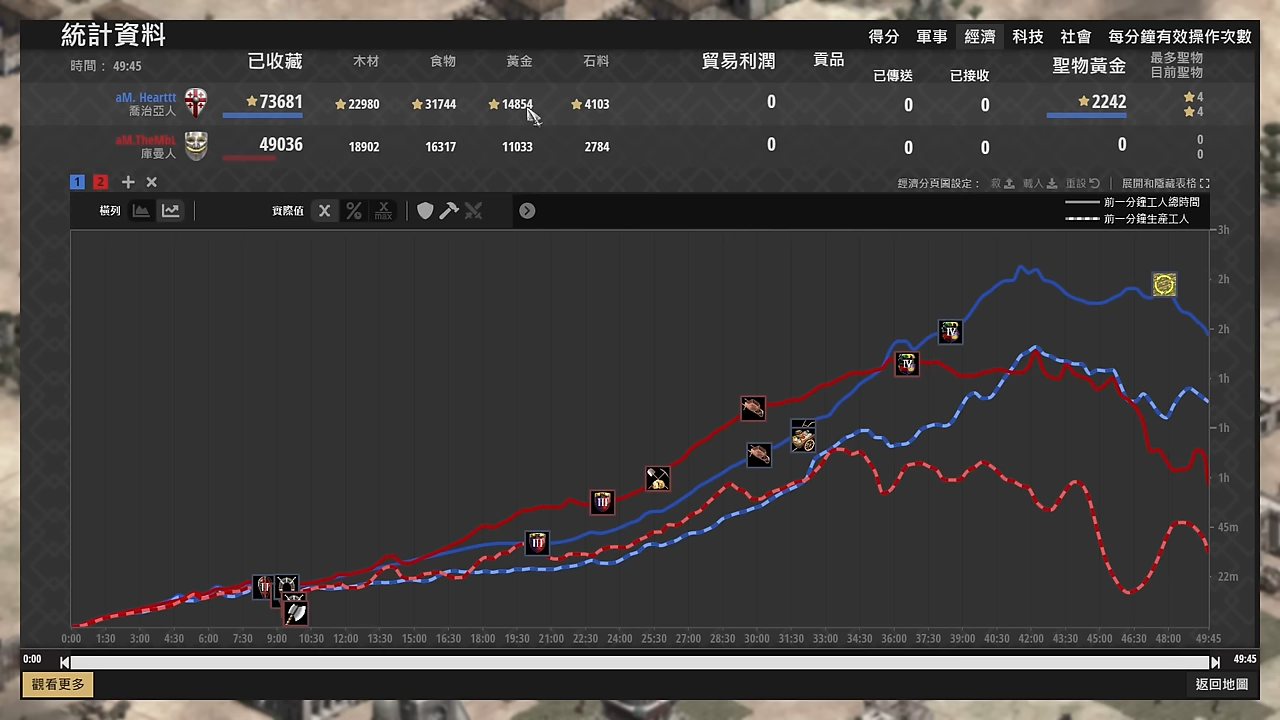 統計資料
得分 軍事 經濟 科技 社會 每分鐘有效操作次數
時間： 49:45
已收藏 木材 食物 黃金 石料 貿易利潤 貢品 已傳送 已接收 聖物黃金 最多聖物
目前聖物
aM. Hearttt
喬治亞人
73681 22980 31744 14854 4103 0 0 0 2242 4
4
aM.TheMbL
庫曼人
49036 18902 16317 11033 2784 0 0 0 0 0
0
1 2
經濟分頁圖設定： 載入 重設 展開和隱藏表格
橫列 實際值 X % X max
前一分鐘工人總時間
前一分鐘生產工人
3h
2h
2h
1h
1h
1h
45m
22m
II
III
III
IV
IV
0:00 1:30 3:00 4:30 6:00 7:30 9:00 10:30 12:00 13:30 15:00 16:30 18:00 19:30 21:00 22:30 24:00 25:30 27:00 28:30 30:00 31:30 33:00 34:30 36:00 37:30 39:00 40:30 42:00 43:30 45:00 46:30 48:00 49:45
0:00 49:45
觀看更多 返回地圖